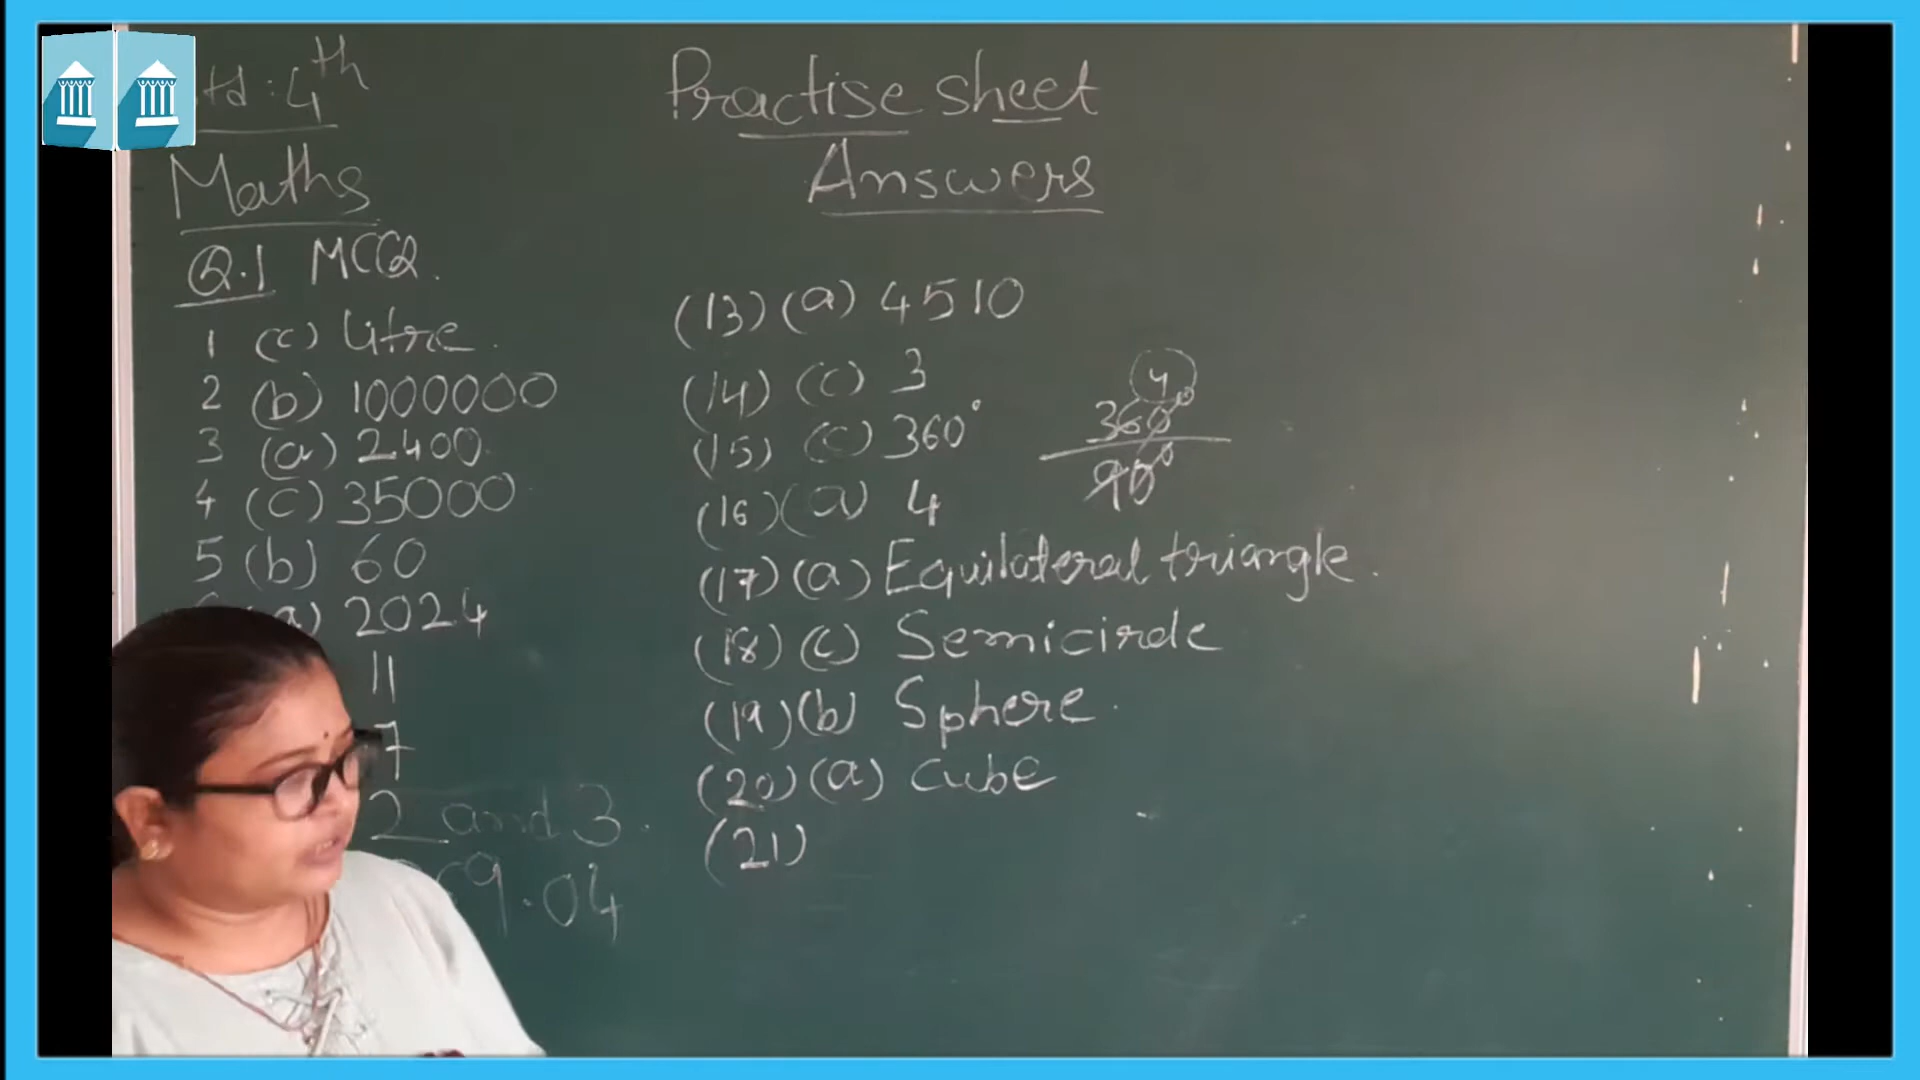 td : 4th
Maths
Practise sheet
Answers
Q.1 MCQ.
1 (c) litre.
2 (b) 1000000
3 (a) 2400
4 (c) 35000
5 (b) 60
a) 2024
11
7
2 and 3.
9.04
(13) (a) 4510
(14) (c) 3
(15) (c) 360°
(16) (a) 4
4
360°
90°
(17) (a) Equilateral triangle.
(18) (c) Semicircle
(19) (b) Sphere.
(20) (a) cube
(21)